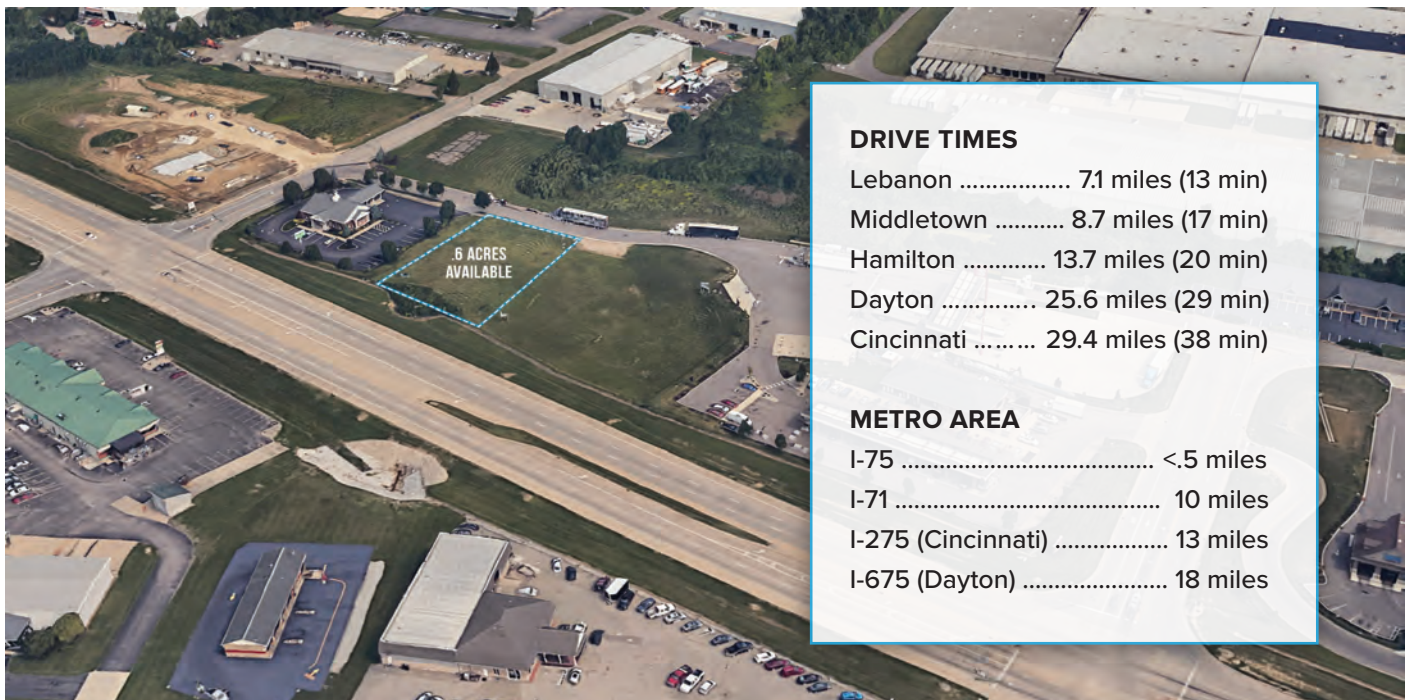 .6 ACRES
AVAILABLE
DRIVE TIMES
Lebanon ................. 7.1 miles (13 min)
Middletown ........... 8.7 miles (17 min)
Hamilton ............. 13.7 miles (20 min)
Dayton .............. 25.6 miles (29 min)
Cincinnati ......... 29.4 miles (38 min)
METRO AREA
I-75 ..................................... <.5 miles
I-71 ....................................... 10 miles
I-275 (Cincinnati) .................. 13 miles
I-675 (Dayton) ....................... 18 miles